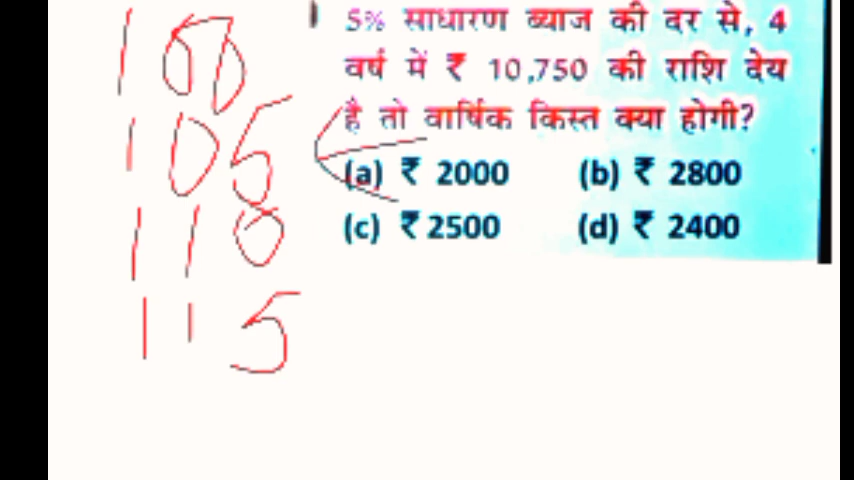 5% साधारण ब्याज की दर से, 4
वर्ष में ₹ 10,750 की राशि देय
है तो वार्षिक किस्त क्या होगी?
(a) ₹ 2000 (b) ₹ 2800
(c) ₹ 2500 (d) ₹ 2400
100
105
110
115